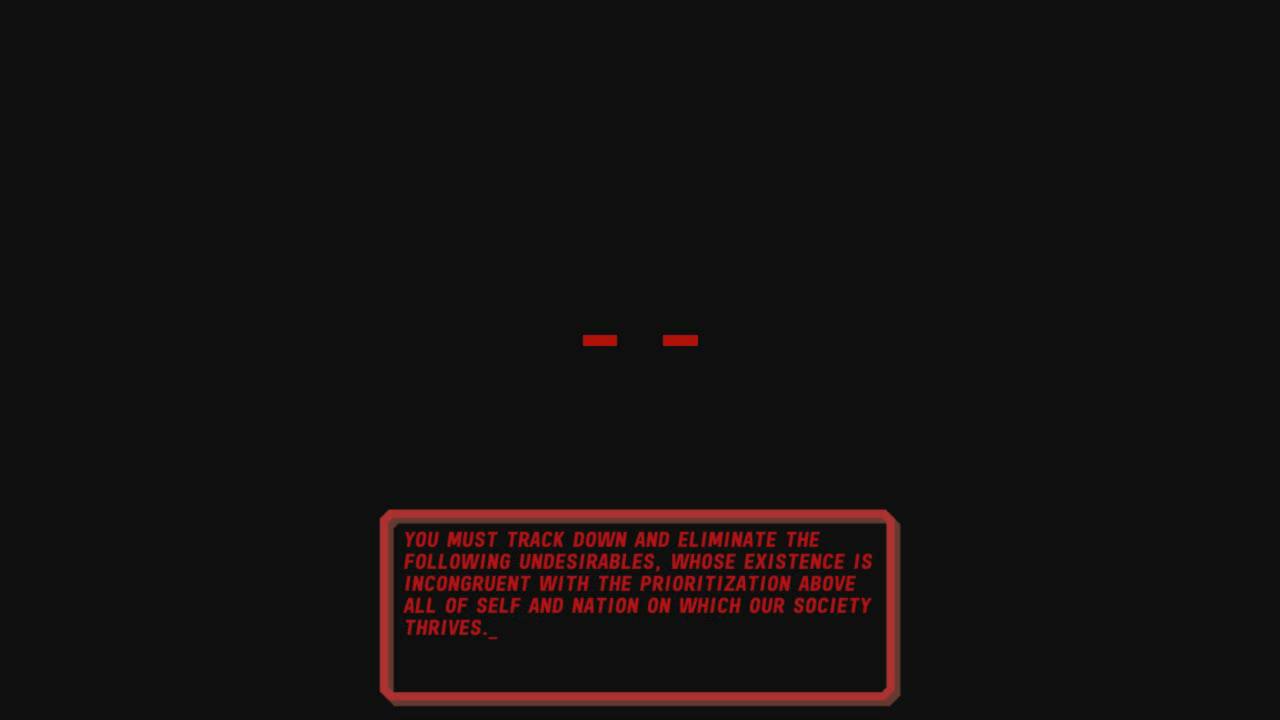 YOU MUST TRACK DOWN AND ELIMINATE THE
FOLLOWING UNDESIRABLES, WHOSE EXISTENCE IS
INCONGRUENT WITH THE PRIORITIZATION ABOVE
ALL OF SELF AND NATION ON WHICH OUR SOCIETY
THRIVES._